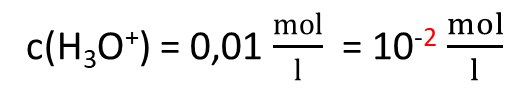 c(H₃O⁺) = 0,01 mol/l = 10⁻² mol/l